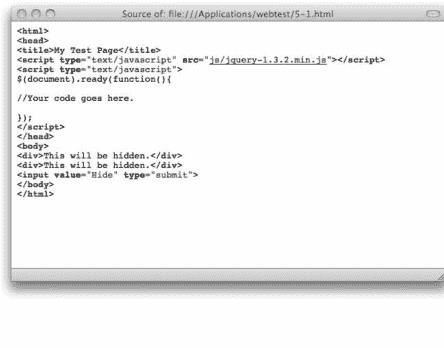 Source of: file:///Applications/webtest/5-1.html
<html>
<head>
<title>My Test Page</title>
<script type="text/javascript" src="js/jquery-1.3.2.min.js"></script>
<script type="text/javascript">
$(document).ready(function(){
//Your code goes here.
});
</script>
</head>
<body>
<div>This will be hidden.</div>
<div>This will be hidden.</div>
<input value="Hide" type="submit">
</body>
</html>